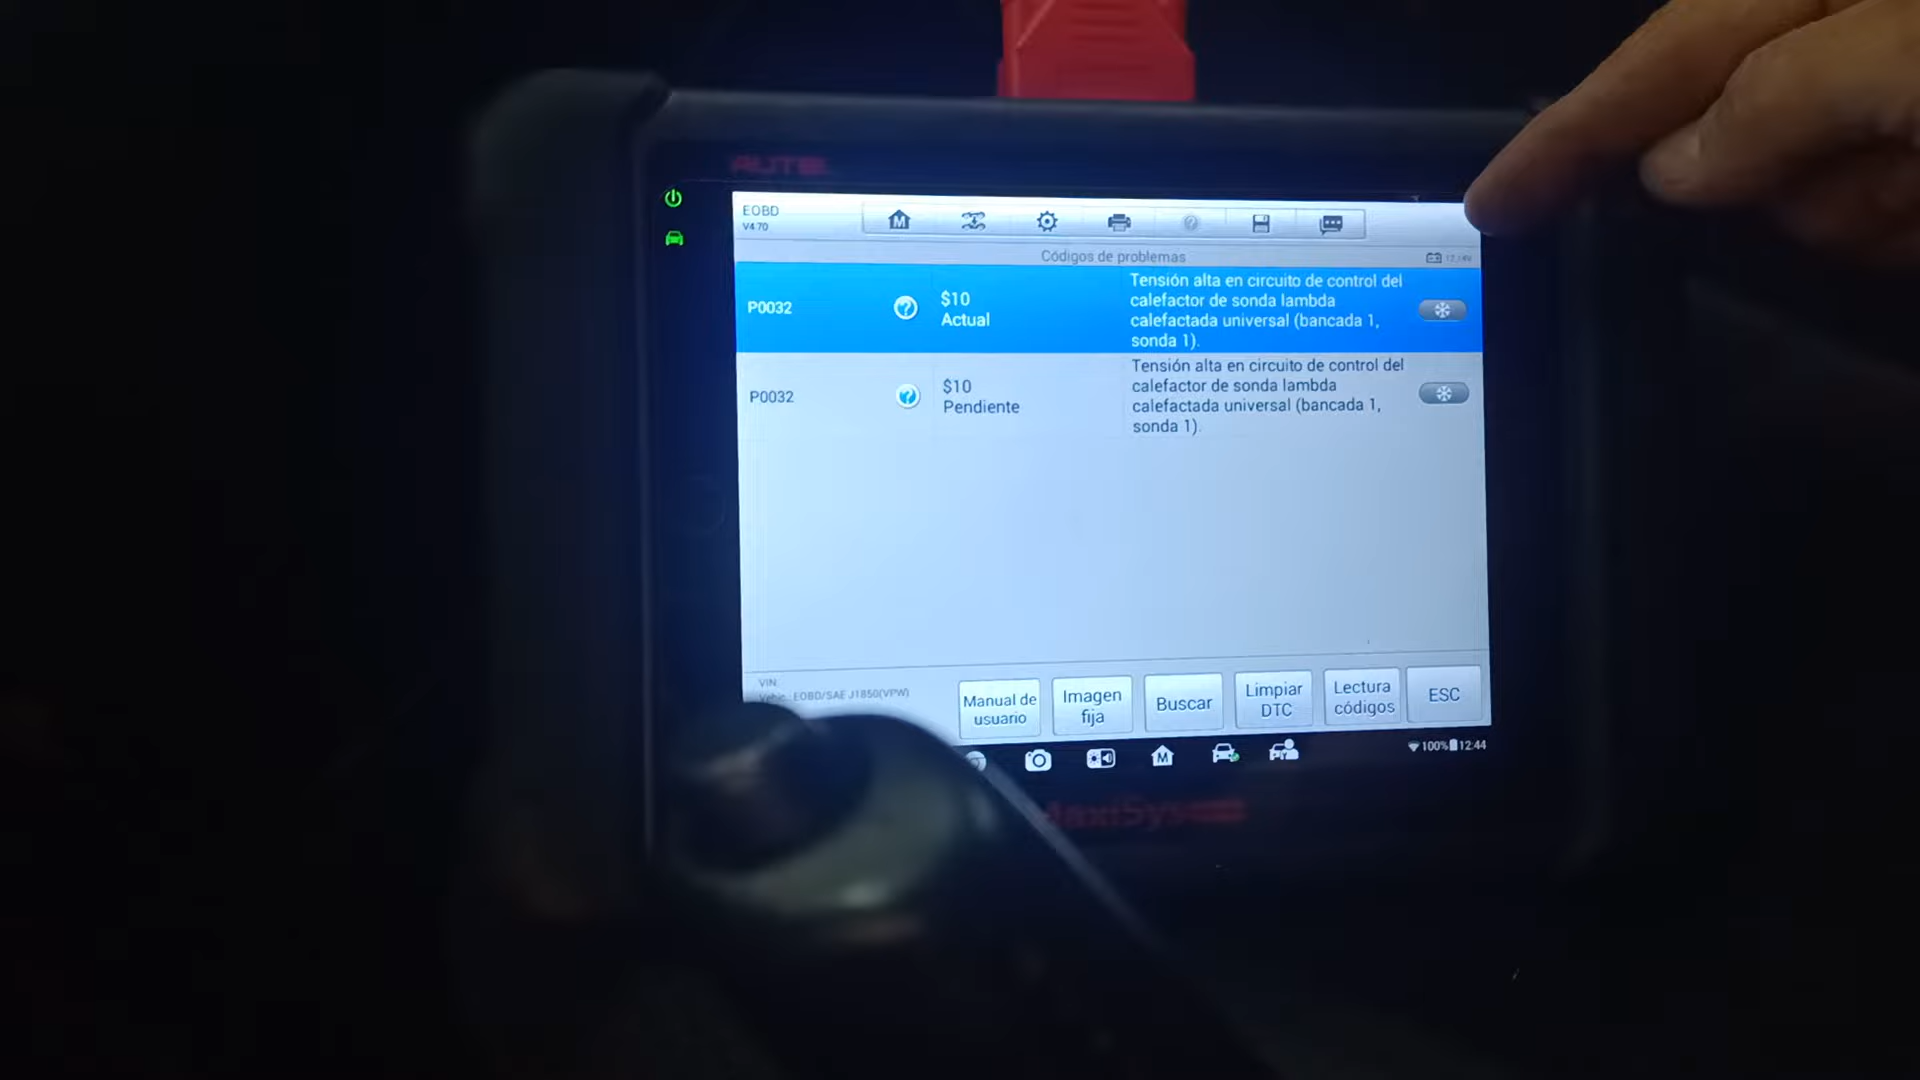 AUTEL
EOBD
V4.70
Códigos de problemas
P0032
$10
Actual
Tensión alta en circuito de control del
calefactor de sonda lambda
calefactada universal (bancada 1,
sonda 1).
P0032
$10
Pendiente
Tensión alta en circuito de control del
calefactor de sonda lambda
calefactada universal (bancada 1,
sonda 1).
VIN:
Vehic.: EOBD/SAE J1850(VPW)
Manual de
usuario
Imagen
fija
Buscar
Limpiar
DTC
Lectura
códigos
ESC
100% 12:44
MaxiSys